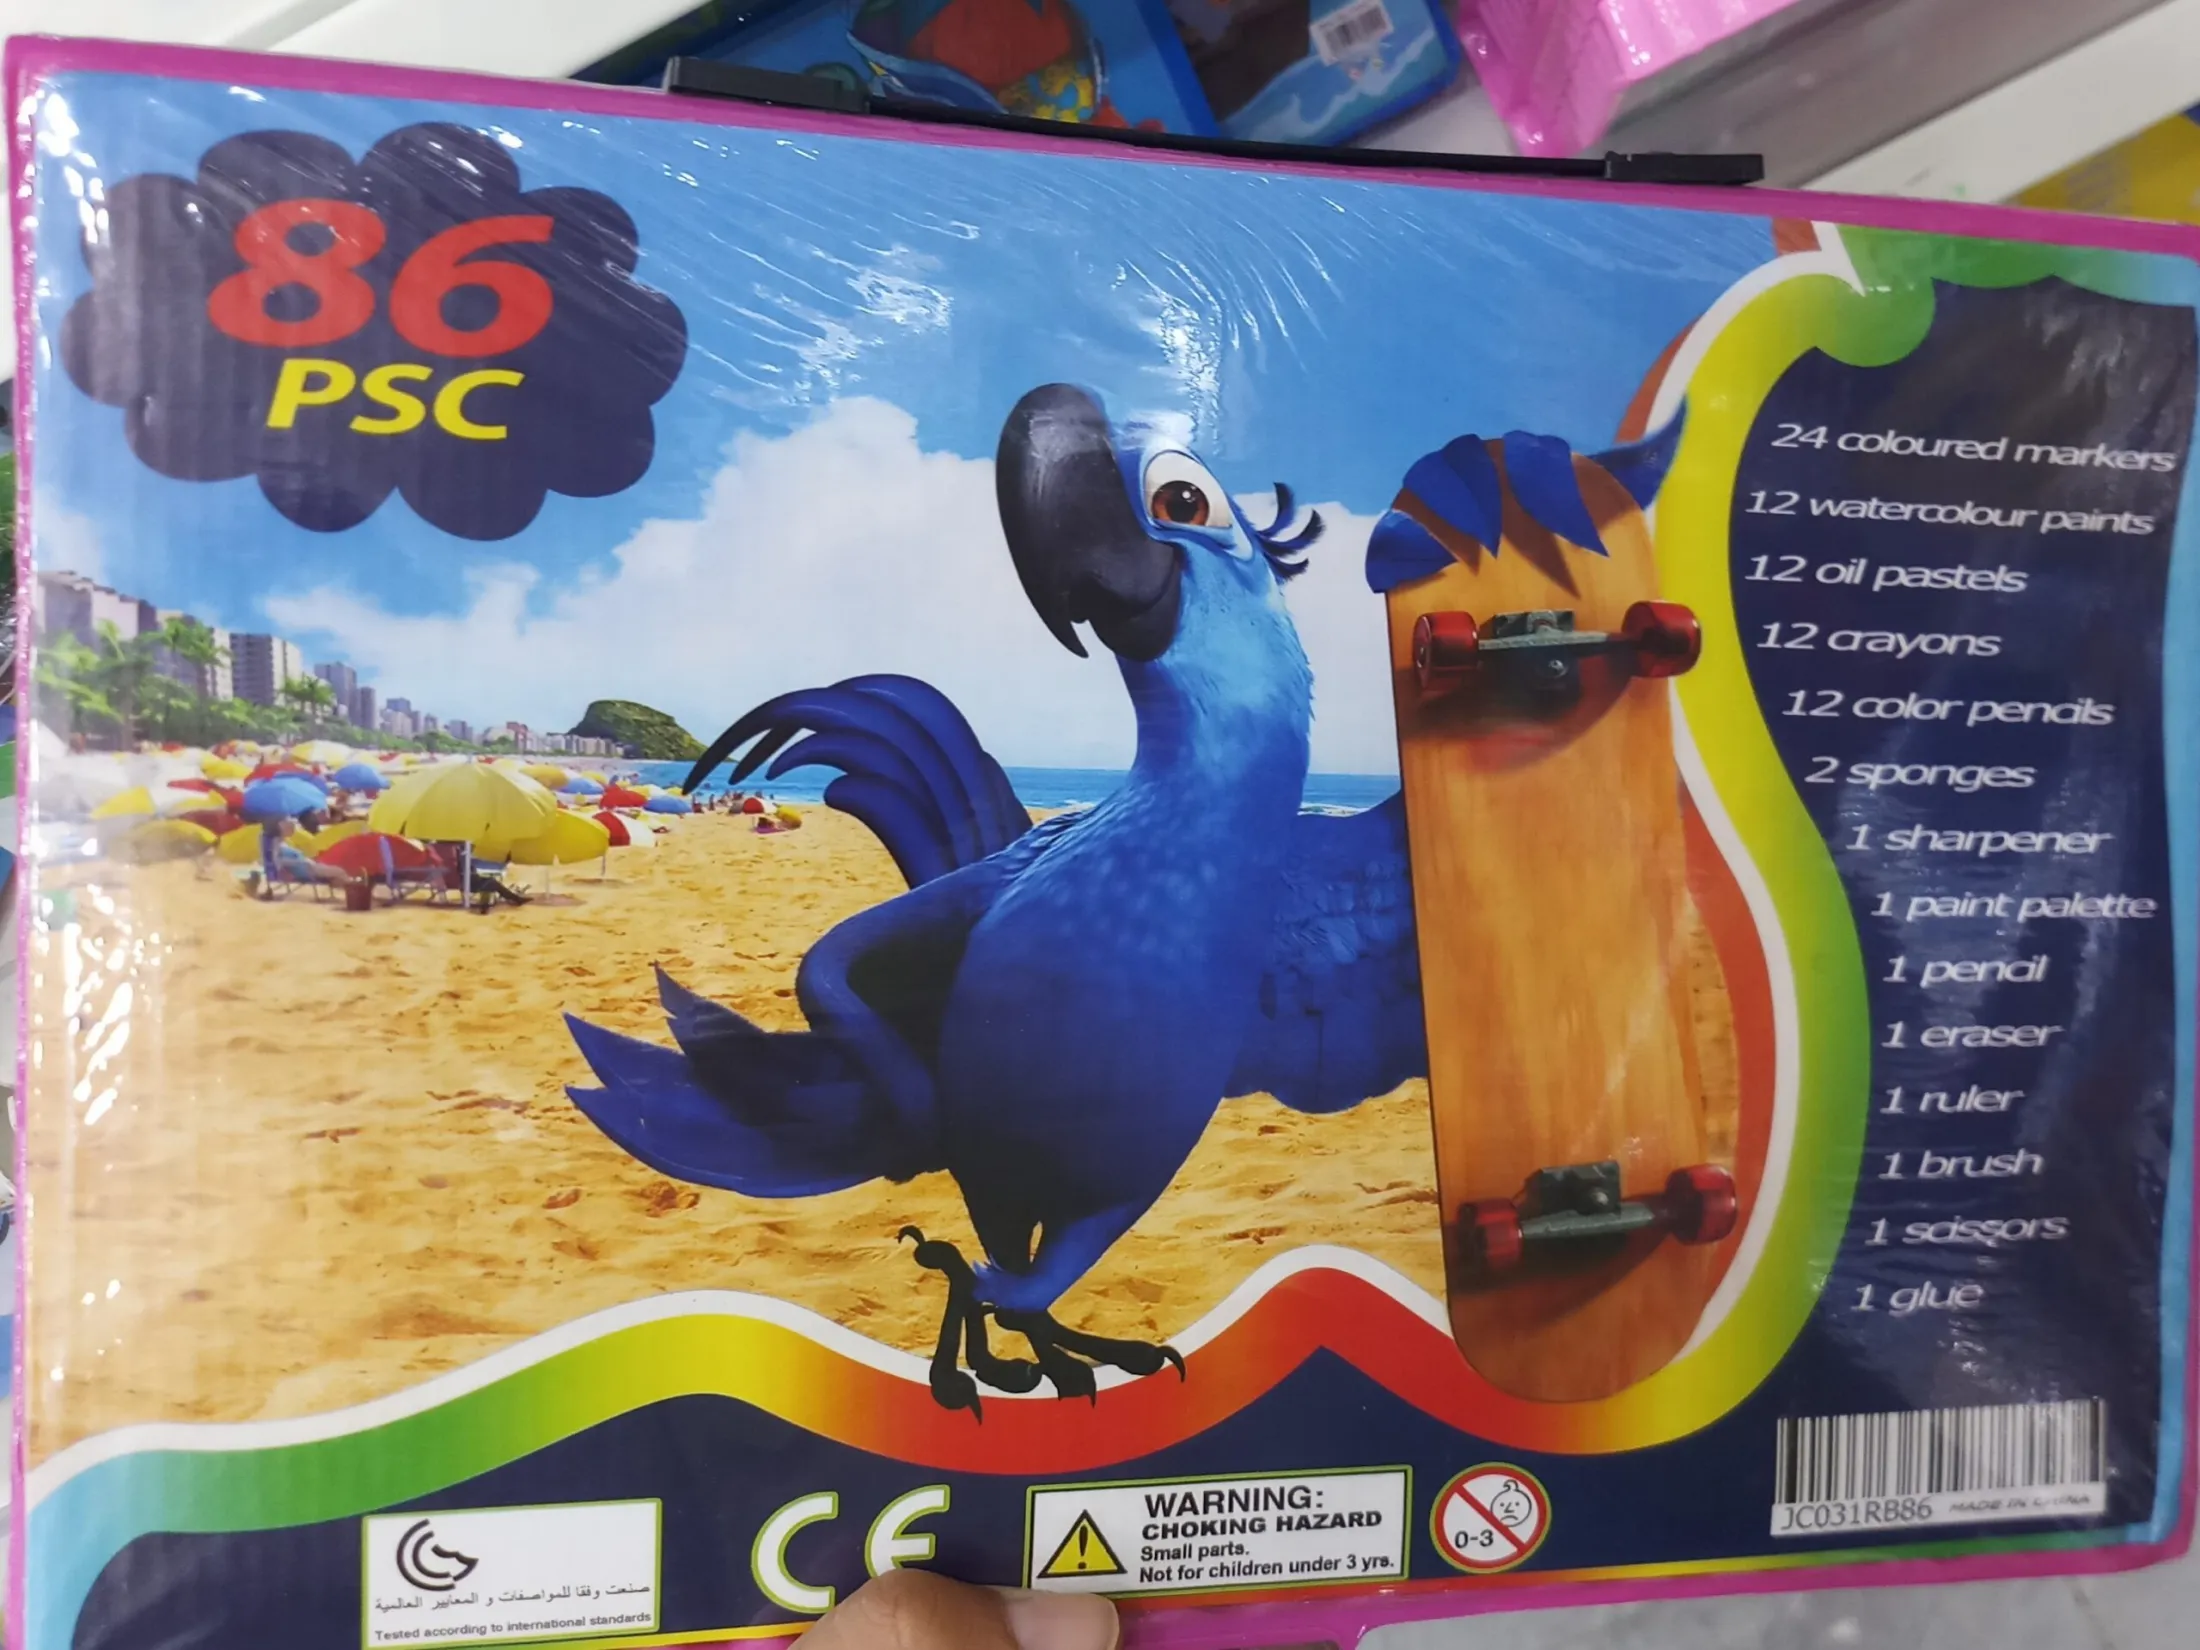 86
PSC
24 coloured markers
12 watercolour paints
12 oil pastels
12 crayons
12 color pencils
2 sponges
1 sharpener
1 paint palette
1 pencil
1 eraser
1 ruler
1 brush
1 scissors
1 glue
صنعت وفقا للمواصفات و المعايير العالمية
Tested according to international standards
CE
WARNING:
CHOKING HAZARD
Small parts.
Not for children under 3 yrs.
0-3
JC031RB86 MADE IN CHINA